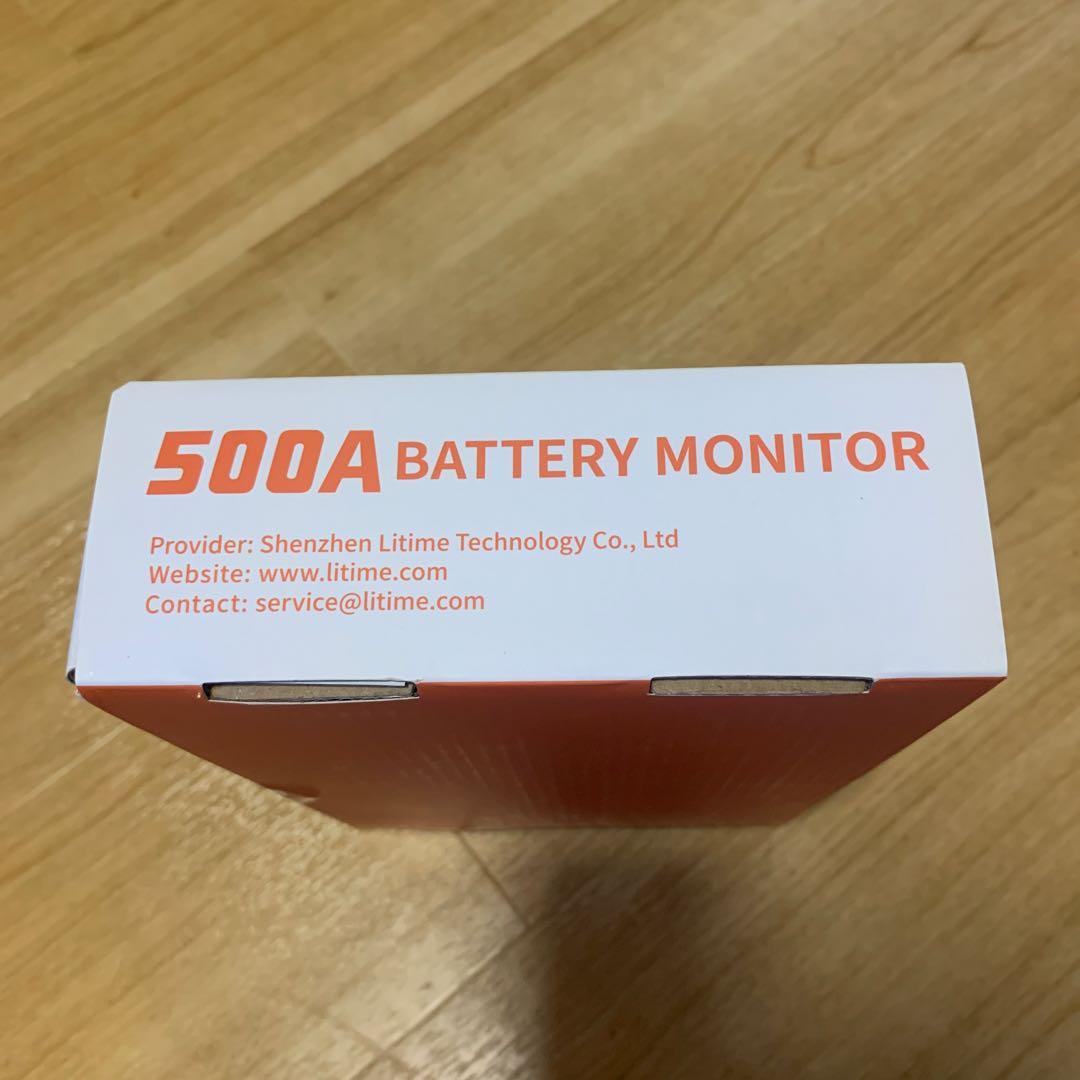 500A BATTERY MONITOR
Provider: Shenzhen Litime Technology Co., Ltd
Website: www.litime.com
Contact: service@litime.com